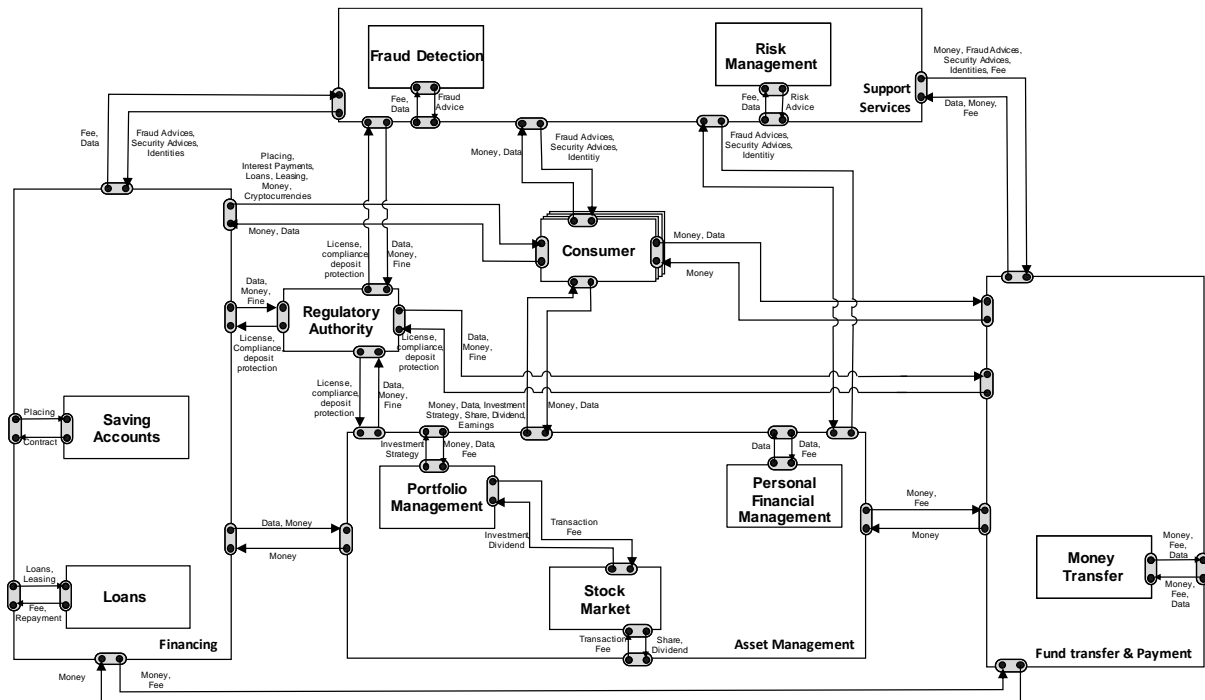 Fraud Detection
Fee,
Data
Fraud
Advice
Risk
Management
Fee,
Data
Risk
Advice
Support
Services
Money, Fraud Advices,
Security Advices,
Identities, Fee
Data, Money,
Fee
Fee,
Data
Fraud Advices,
Security Advices,
Identities
Placing,
Interest Payments,
Loans, Leasing,
Money,
Cryptocurrencies
Money, Data
Money, Data
Fraud Advices,
Security Advices,
Identitiy
Fraud Advices,
Security Advices,
Identitiy
Consumer
Money, Data
Money
License,
compliance,
deposit
protection
Data,
Money,
Fine
Data,
Money,
Fine
License,
Compliance,
deposit
protection
Regulatory
Authority
License,
compliance,
deposit
protection
Data,
Money,
Fine
License,
compliance,
deposit
protection
Data,
Money,
Fine
Money, Data, Investment
Strategy, Share, Dividend,
Earnings
Money, Data
Placing
Contract
Saving
Accounts
Investment
Strategy
Money, Data,
Fee
Portfolio
Management
Data
Data,
Fee
Personal
Financial
Management
Data, Money
Money
Investment,
Dividend
Transaction
Fee
Money,
Fee
Money
Stock
Market
Transaction
Fee
Share,
Dividend
Asset Management
Loans,
Leasing
Fee,
Repayment
Loans
Financing
Money
Transfer
Money,
Fee, Data
Money,
Fee,
Data
Fund transfer & Payment
Money
Money,
Fee